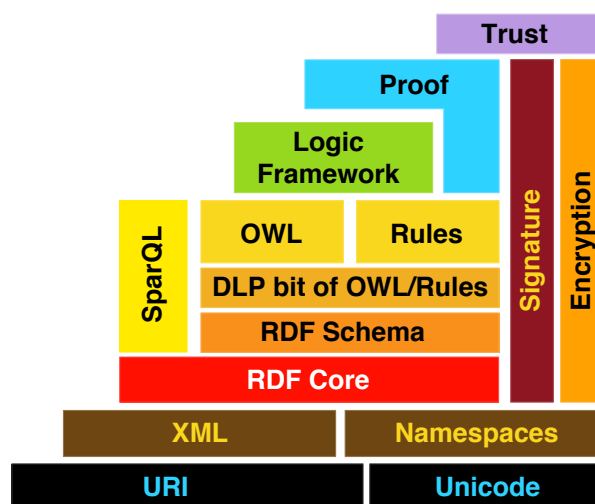 Trust
Proof
Logic
Framework
SparQL
OWL
Rules
Signature
Encryption
DLP bit of OWL/Rules
RDF Schema
RDF Core
XML
Namespaces
URI
Unicode